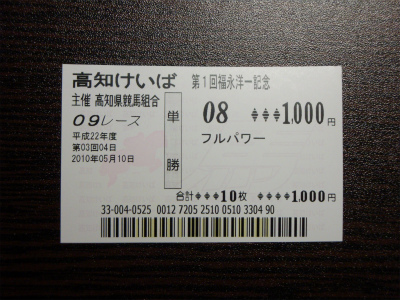 高知けいば 第1回福永洋一記念
主催 高知県競馬組合
09レース
平成22年度
第03回04日
2010年05月10日
単勝
08 ☆☆☆1,000円
フルパワー
合計☆☆☆10枚 ☆☆☆☆1,000円
33-004-0525 0012 7205 2510 0510 3304 90